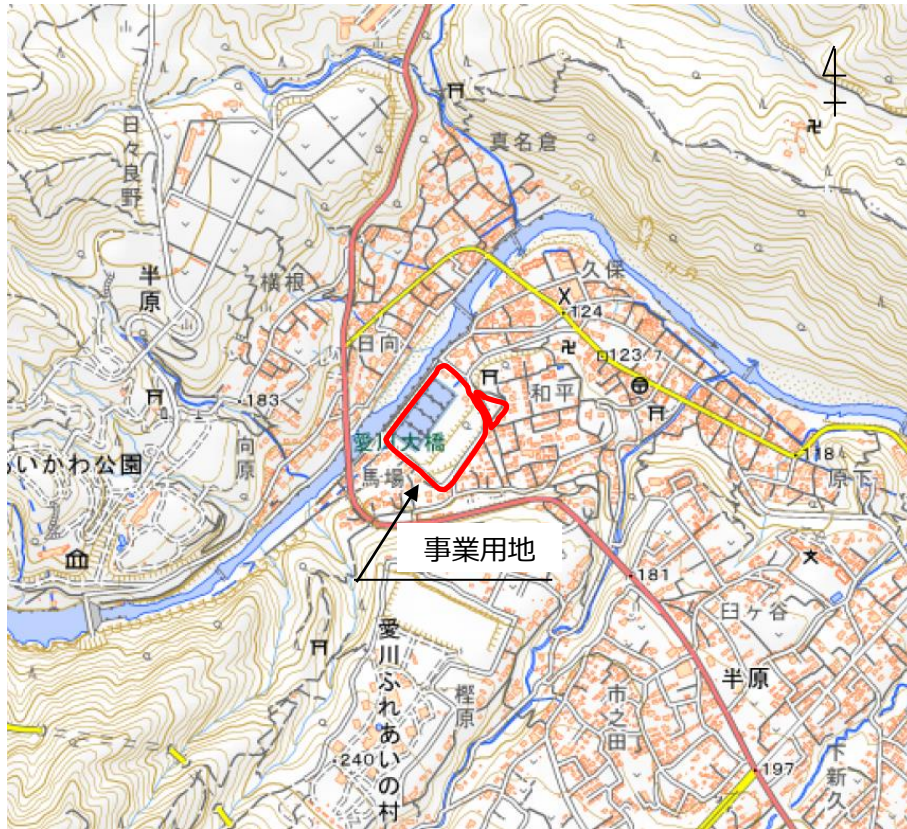 日々良野
真名倉
150
半原
横根
久保
124
日向
123.7
和平
183
向原
愛川大橋
あいかわ公園
馬場
118
原下
事業用地
181
臼ヶ谷
愛川ふれあいの村
樫原
半原
市之田
240
197
下新久